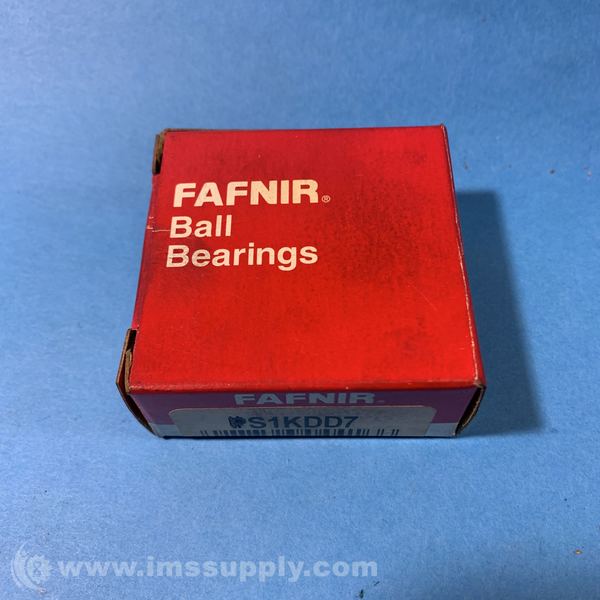 FAFNIR®
Ball
Bearings
FAFNIR®
S1KDD7
www.imssupply.com